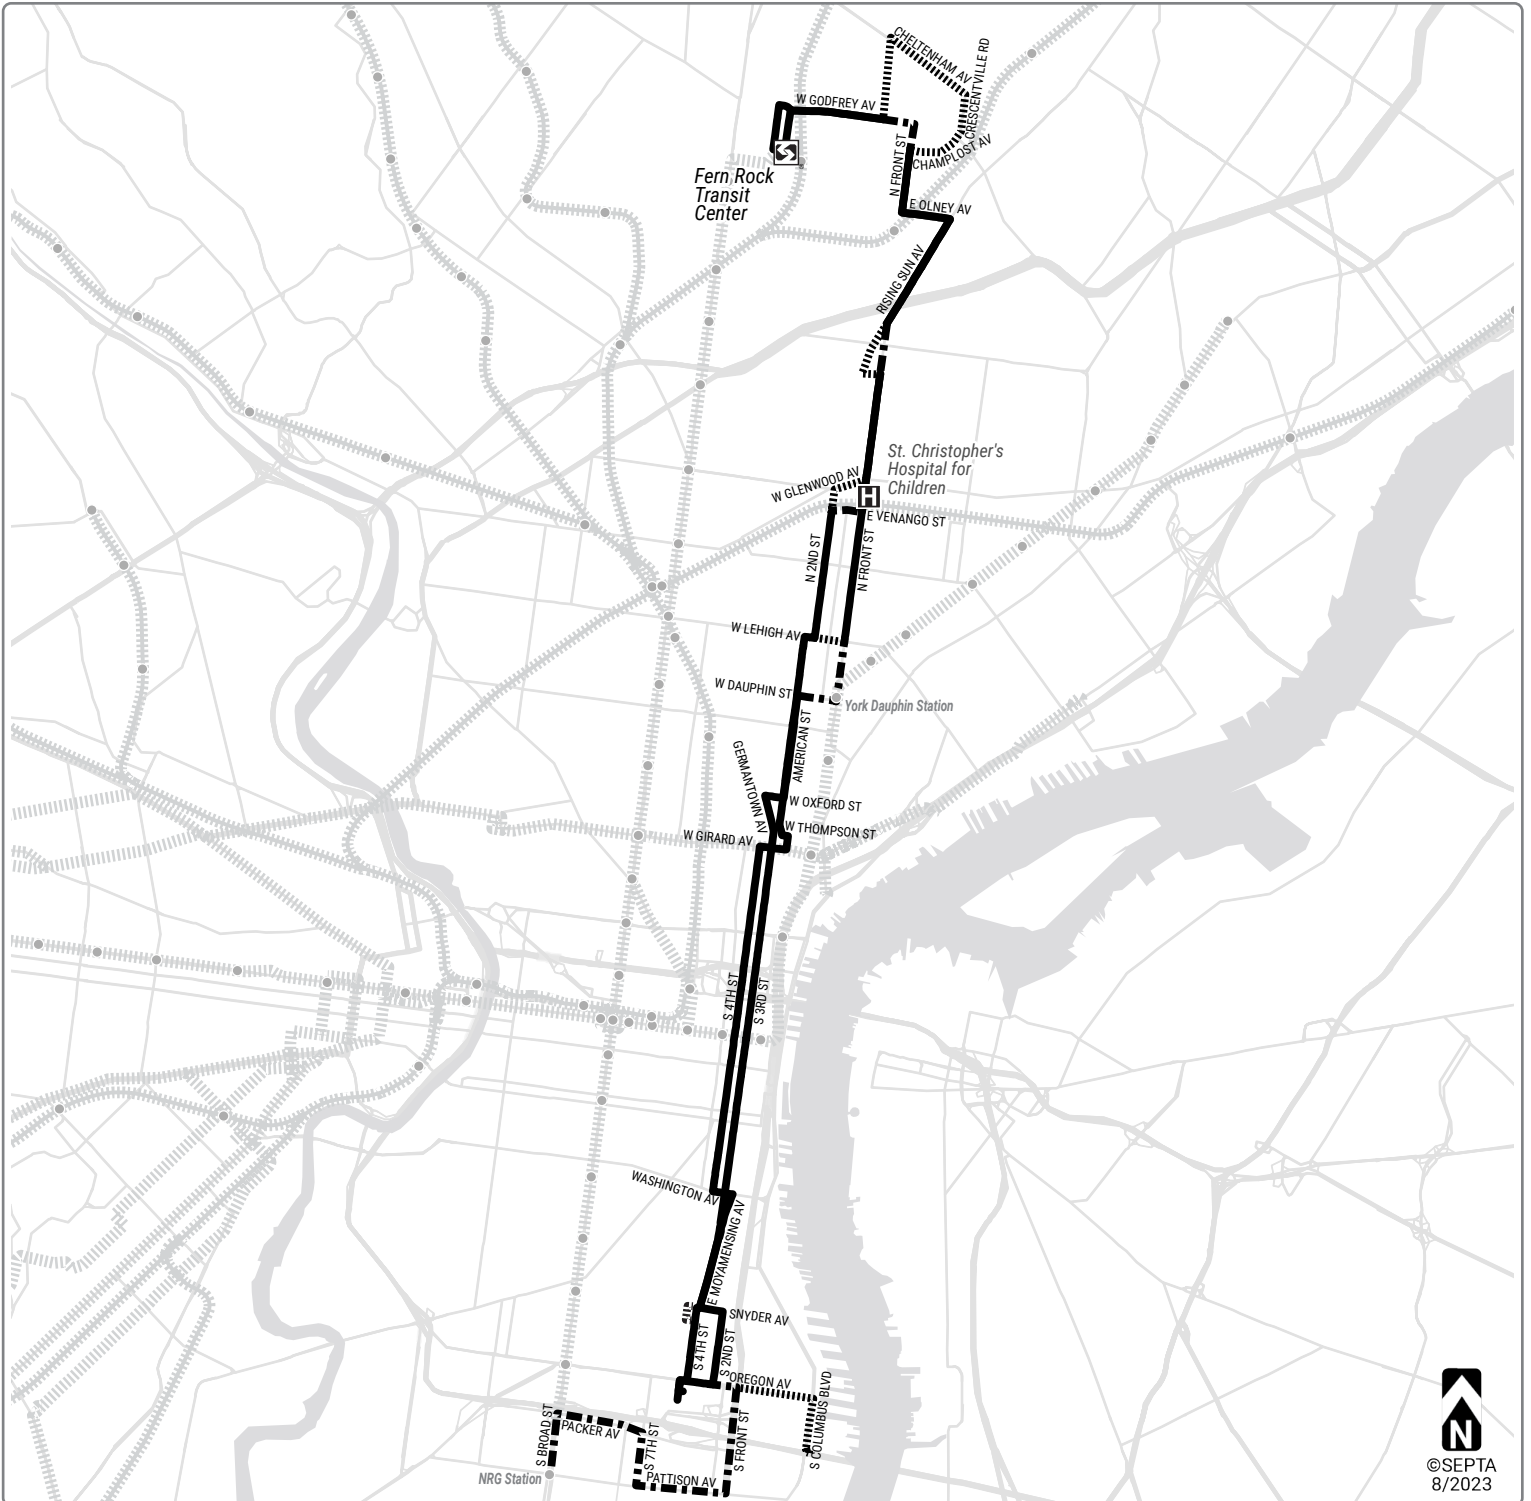 CHELTENHAM AV
CRESCENTVILLE RD
W GODFREY AV
CHAMPLOST AV
N FRONT ST
Fern Rock
Transit
Center
E OLNEY AV
RISING SUN AV
St. Christopher's
Hospital for
Children
W GLENWOOD AV
H
E VENANGO ST
N 2ND ST
N FRONT ST
W LEHIGH AV
W DAUPHIN ST
York Dauphin Station
AMERICAN ST
GERMANTOWN AV
W OXFORD ST
W THOMPSON ST
W GIRARD AV
S 4TH ST
S 3RD ST
WASHINGTON AV
E MOYAMENSING AV
SNYDER AV
S 4TH ST
S 2ND ST
OREGON AV
S COLUMBUS BLVD
S BROAD ST
PACKER AV
S 7TH ST
S FRONT ST
PATTISON AV
NRG Station
N
©SEPTA
8/2023